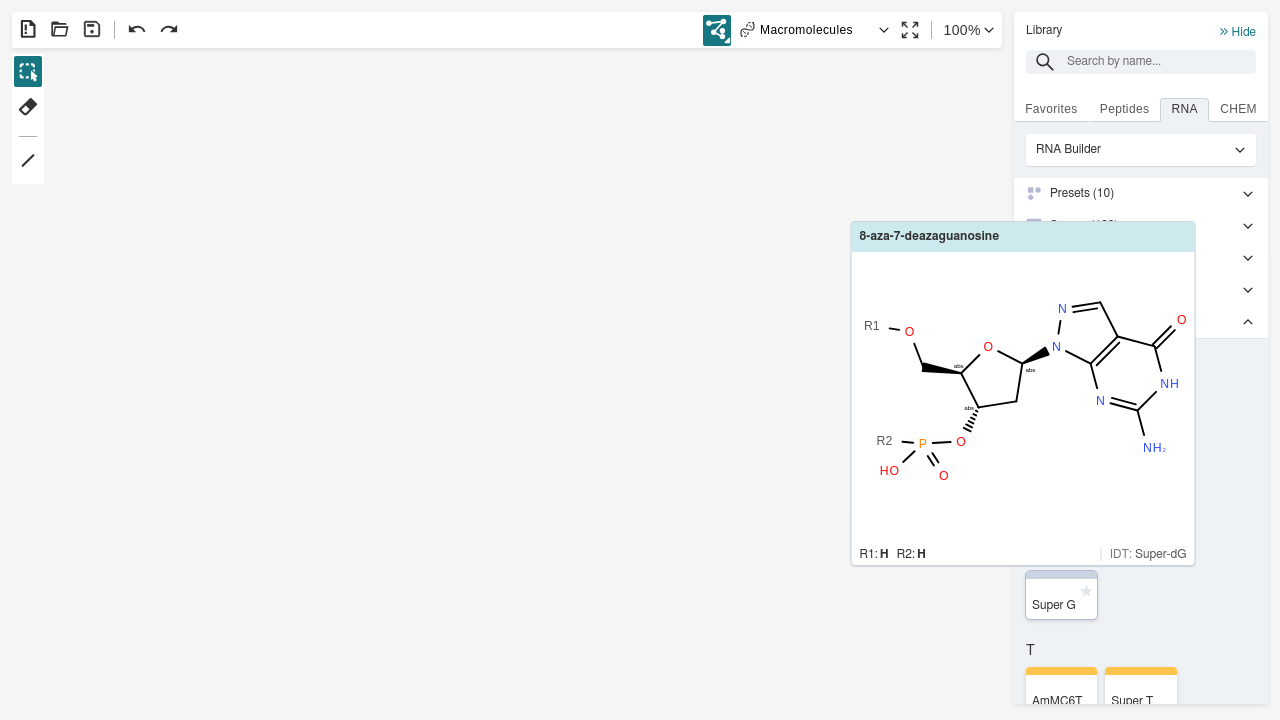 Macromolecules
100%
Library
Hide
Search by name...
Favorites
Peptides
RNA
CHEM
RNA Builder
Presets (10)
8-aza-7-deazaguanosine
R1
O
O
abs
abs
abs
N
N
O
NH
N
NH₂
R2
P
O
HO
O
R1: H R2: H
IDT: Super-dG
Super G
T
AmMC6T
Super T